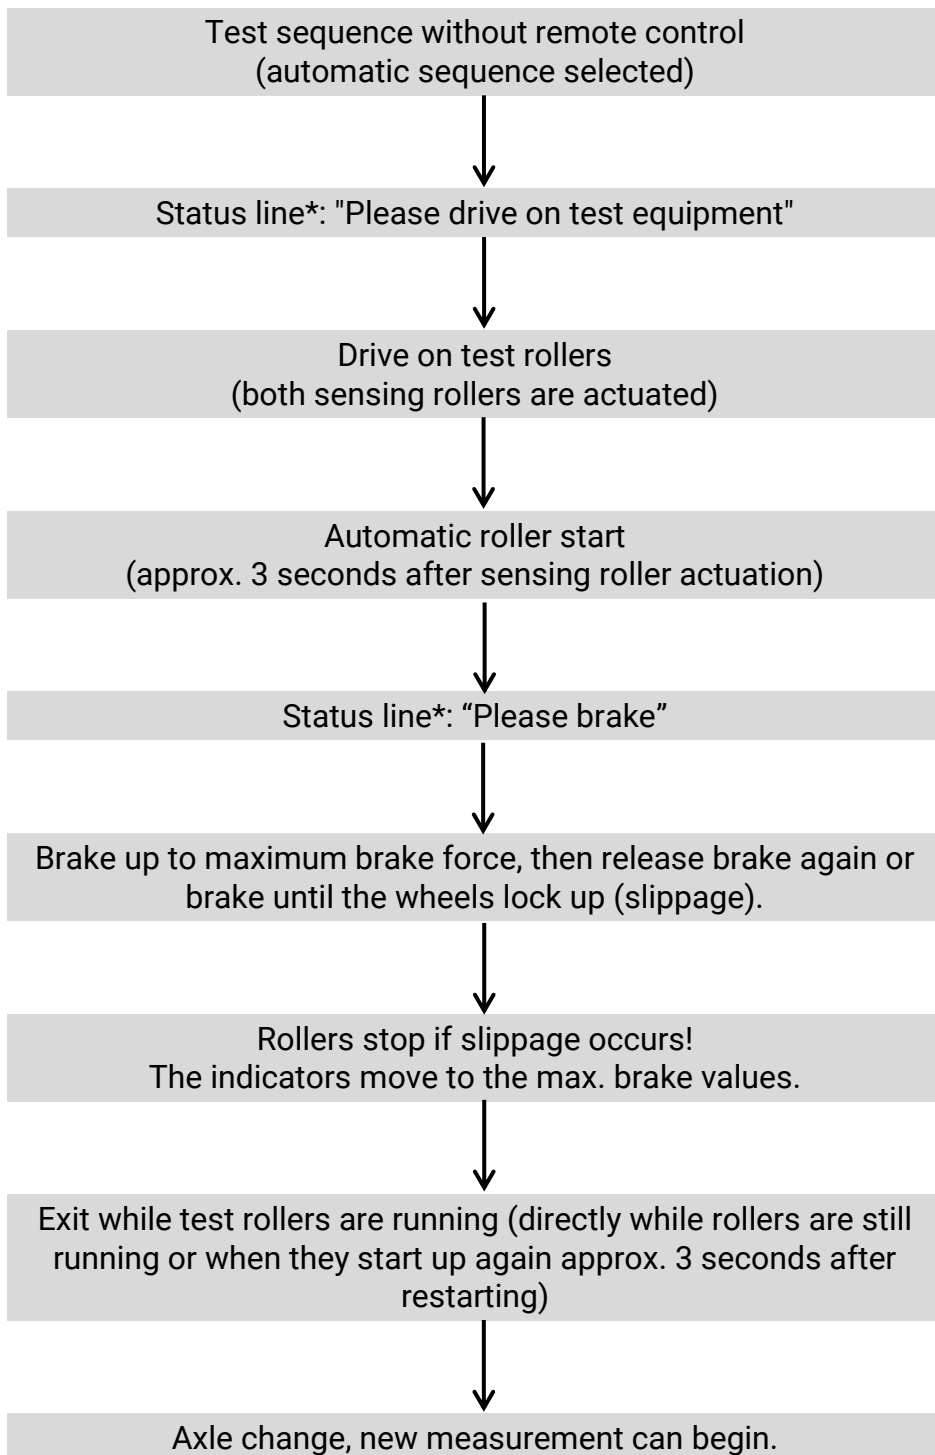 Test sequence without remote control
(automatic sequence selected)
Status line*: "Please drive on test equipment"
Drive on test rollers
(both sensing rollers are actuated)
Automatic roller start
(approx. 3 seconds after sensing roller actuation)
Status line*: “Please brake”
Brake up to maximum brake force, then release brake again or
brake until the wheels lock up (slippage).
Rollers stop if slippage occurs!
The indicators move to the max. brake values.
Exit while test rollers are running (directly while rollers are still
running or when they start up again approx. 3 seconds after
restarting)
Axle change, new measurement can begin.